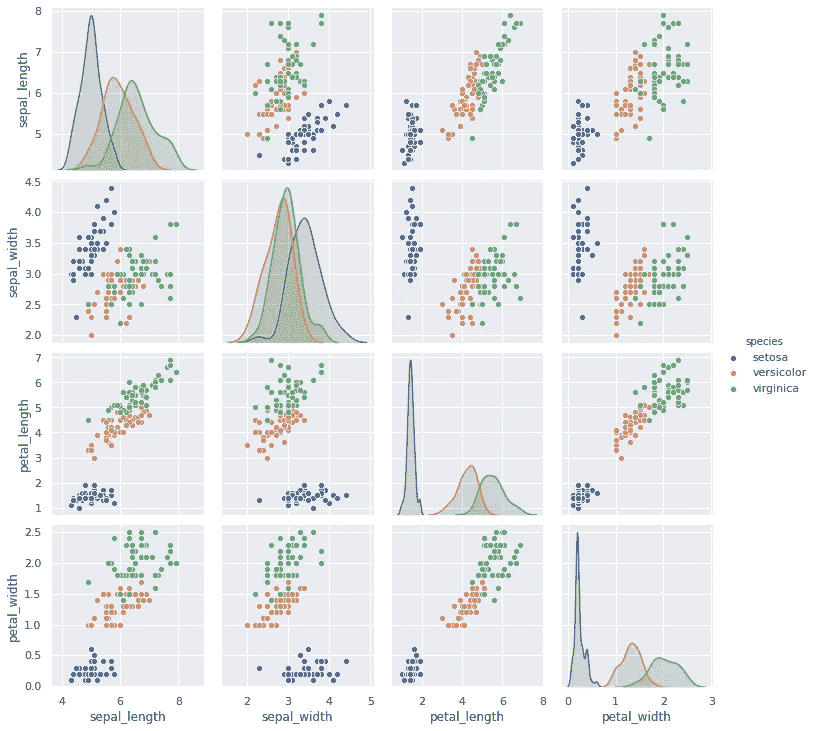 8
7
6
5
sepal_length
4.5
4.0
3.5
3.0
2.5
2.0
sepal_width
species
setosa
versicolor
virginica
7
6
5
4
3
2
1
petal_length
2.5
2.0
1.5
1.0
0.5
0.0
petal_width
4 6 8
2 3 4 5
2 4 6 8
0 1 2 3
sepal_length sepal_width petal_length petal_width